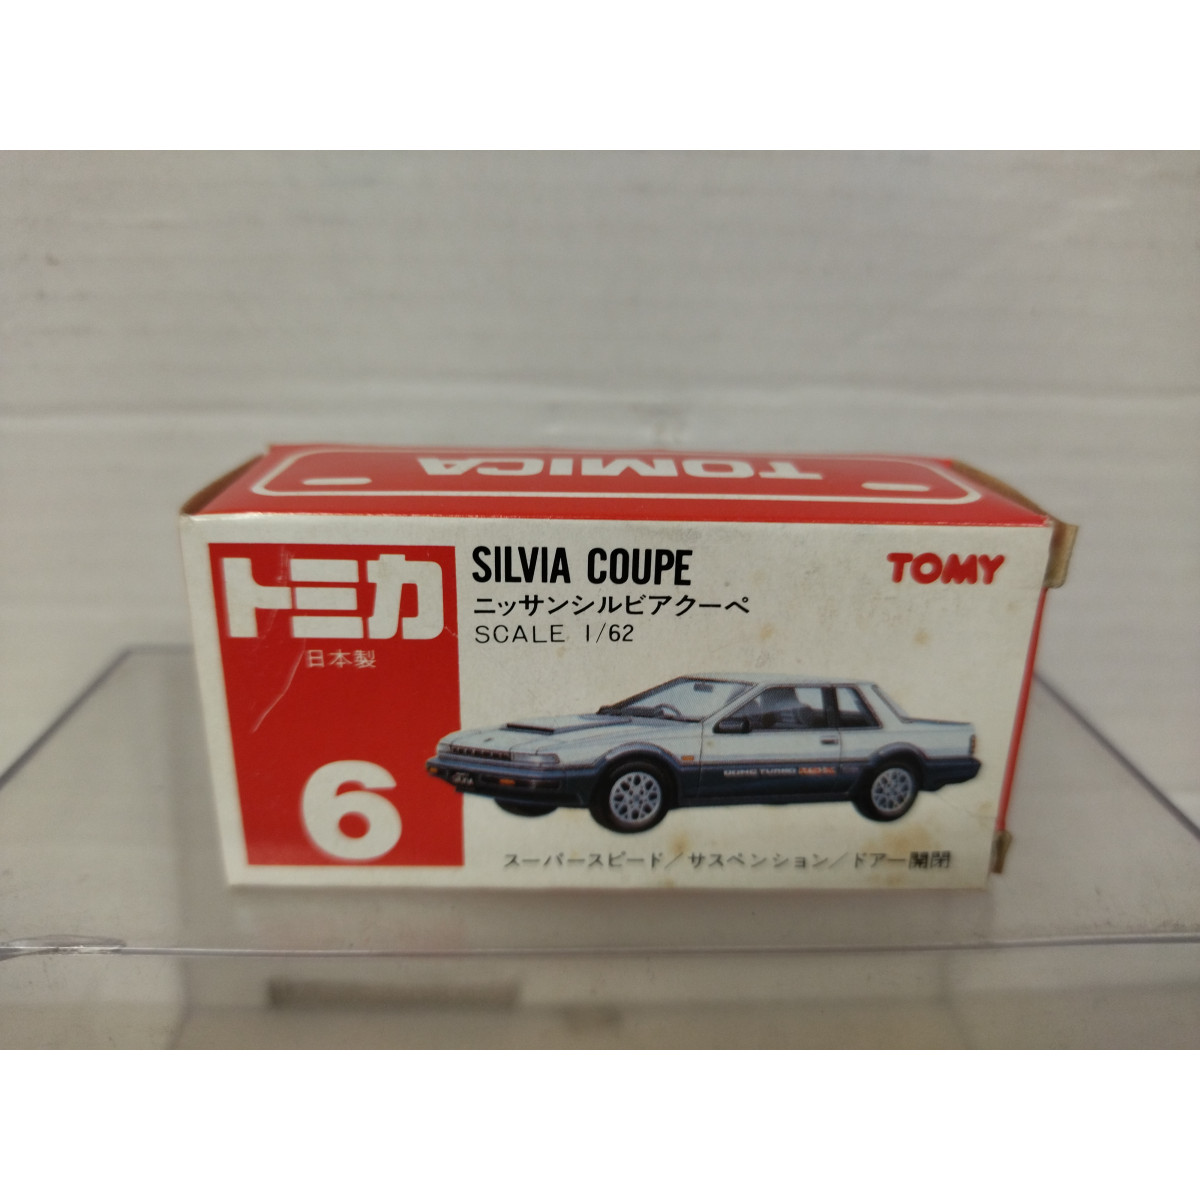 TOMICA
トミカ
日本製
6
SILVIA COUPE
ニッサンシルビアクーペ
SCALE 1/62
TOMY
DOHC TURBO
スーパースピード/サスペンション/ドアー開閉